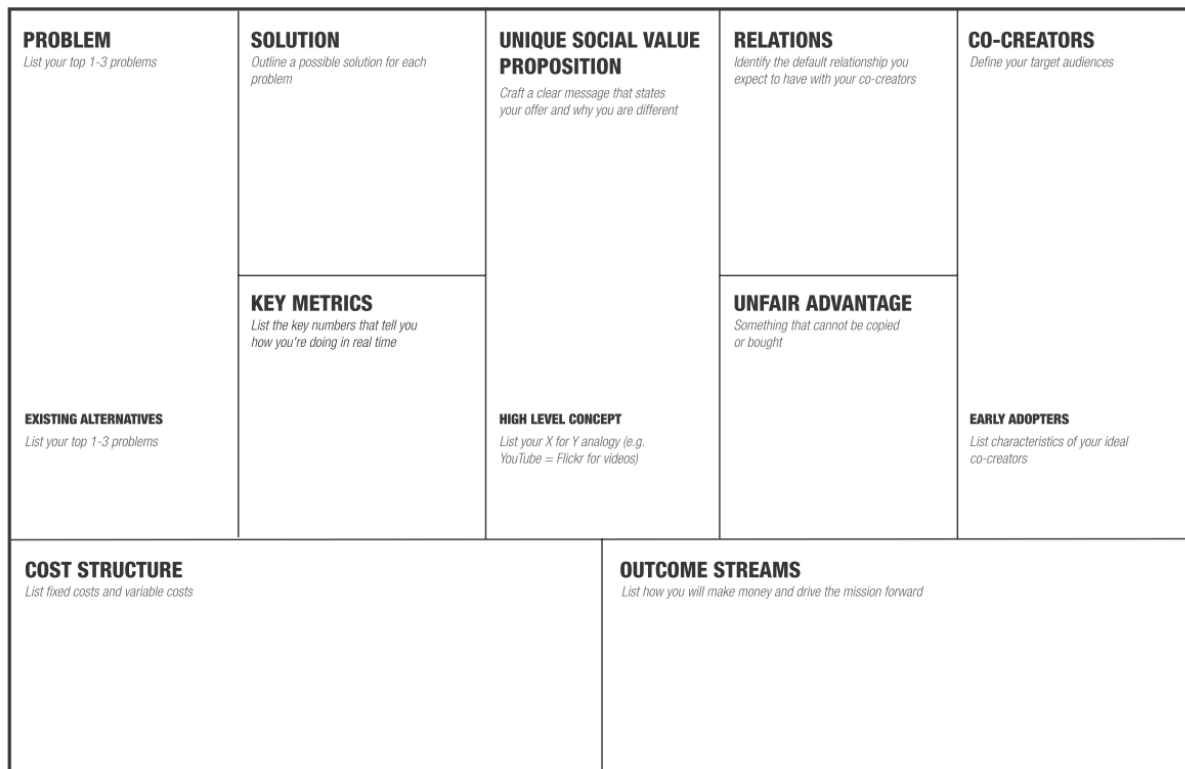 PROBLEM
List your top 1-3 problems
EXISTING ALTERNATIVES
List your top 1-3 problems
SOLUTION
Outline a possible solution for each
problem
KEY METRICS
List the key numbers that tell you
how you're doing in real time
UNIQUE SOCIAL VALUE
PROPOSITION
Craft a clear message that states
your offer and why you are different
HIGH LEVEL CONCEPT
List your X for Y analogy (e.g.
YouTube = Flickr for videos)
RELATIONS
Identify the default relationship you
expect to have with your co-creators
UNFAIR ADVANTAGE
Something that cannot be copied
or bought
CO-CREATORS
Define your target audiences
EARLY ADOPTERS
List characteristics of your ideal
co-creators
COST STRUCTURE
List fixed costs and variable costs
OUTCOME STREAMS
List how you will make money and drive the mission forward